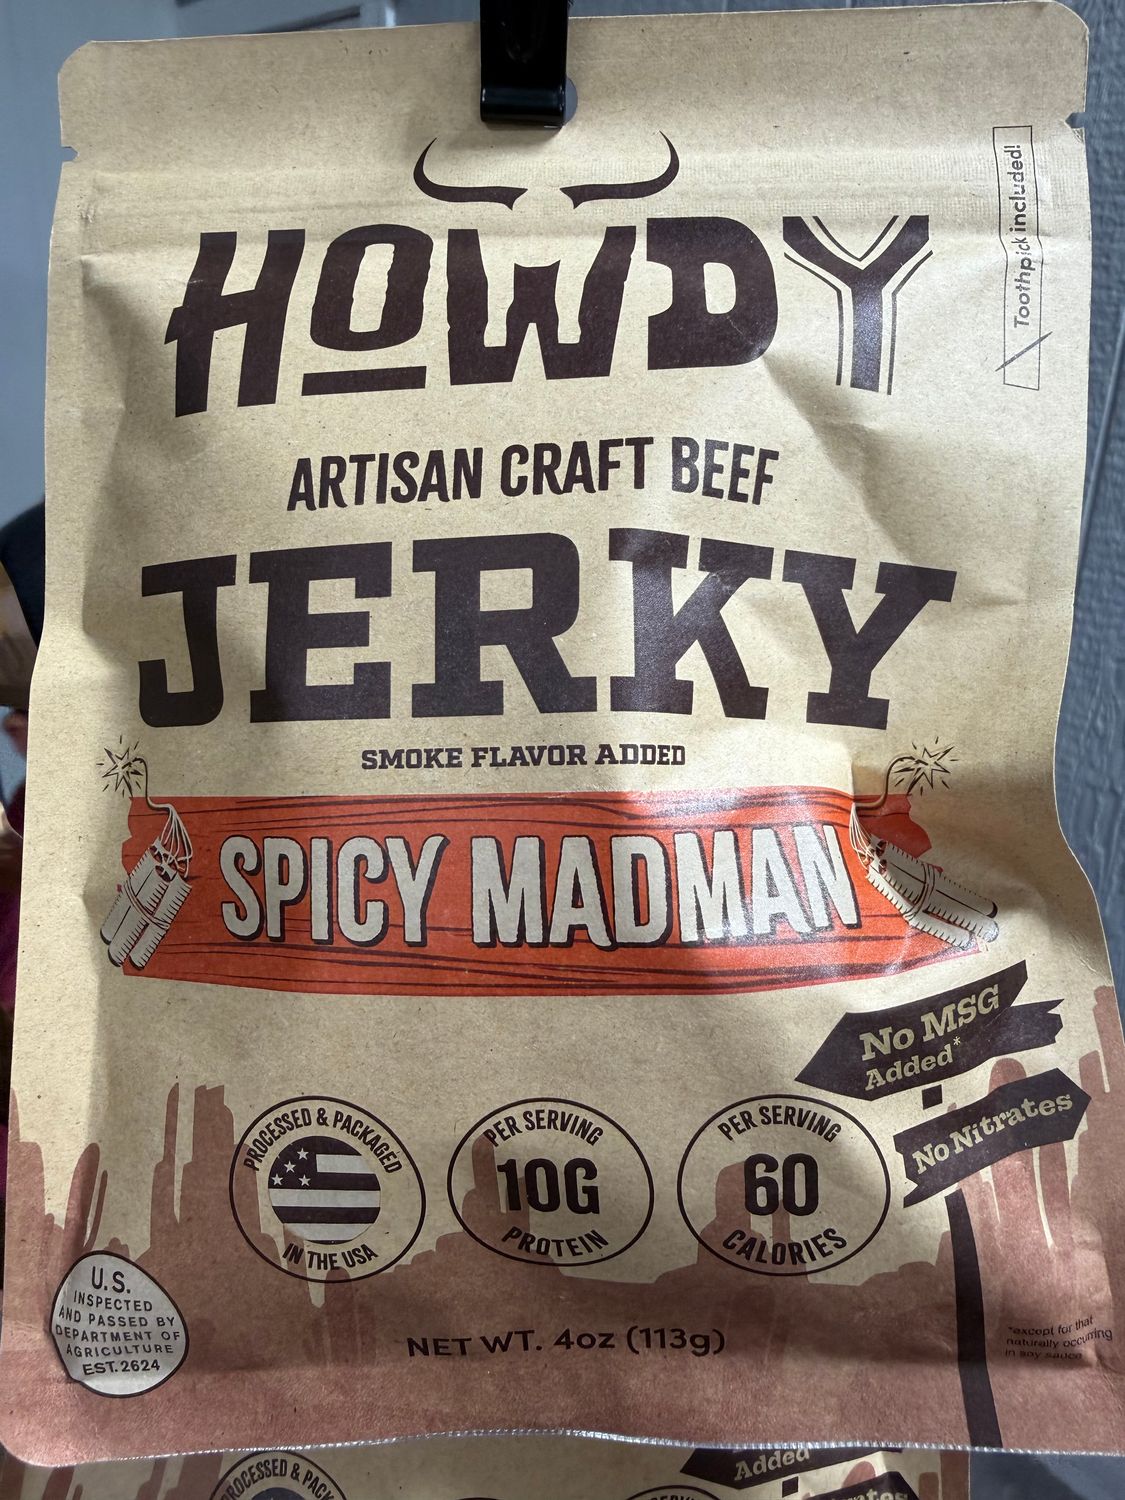 Toothpick included!
HOWDY
ARTISAN CRAFT BEEF
JERKY
SMOKE FLAVOR ADDED
SPICY MADMAN
No MSG
Added*
No Nitrates
PROCESSED & PACKAGED
IN THE USA
PER SERVING
10G
PROTEIN
PER SERVING
60
CALORIES
U.S.
INSPECTED
AND PASSED BY
DEPARTMENT OF
AGRICULTURE
EST. 2624
NET WT. 4oz (113g)
*except for that
naturally occurring
in soy sauce
Added
PROCESSED & PACK